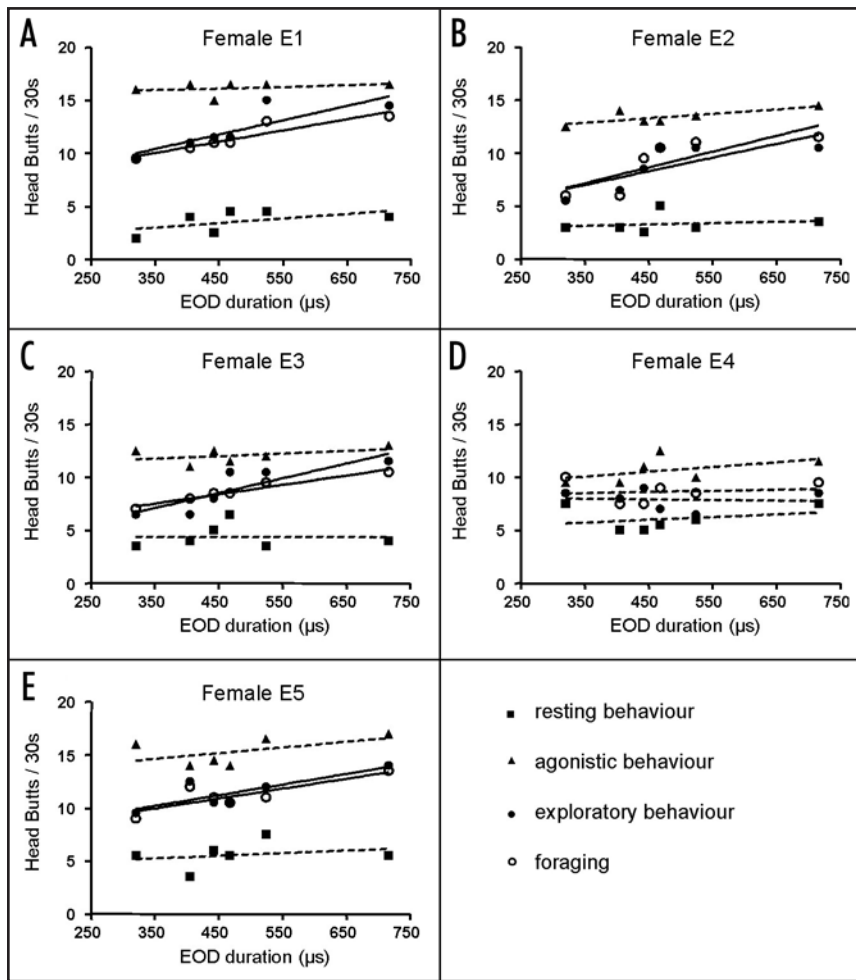 A
Female E1
20
15
10
5
0
Head Butts / 30s
250 350 450 550 650 750
EOD duration (µs)
B
Female E2
20
15
10
5
0
Head Butts / 30s
250 350 450 550 650 750
EOD duration (µs)
C
Female E3
20
15
10
5
0
Head Butts / 30s
250 350 450 550 650 750
EOD duration (µs)
D
Female E4
20
15
10
5
0
Head Butts / 30s
250 350 450 550 650 750
EOD duration (µs)
E
Female E5
20
15
10
5
0
Head Butts / 30s
250 350 450 550 650 750
EOD duration (µs)
resting behaviour
agonistic behaviour
exploratory behaviour
foraging